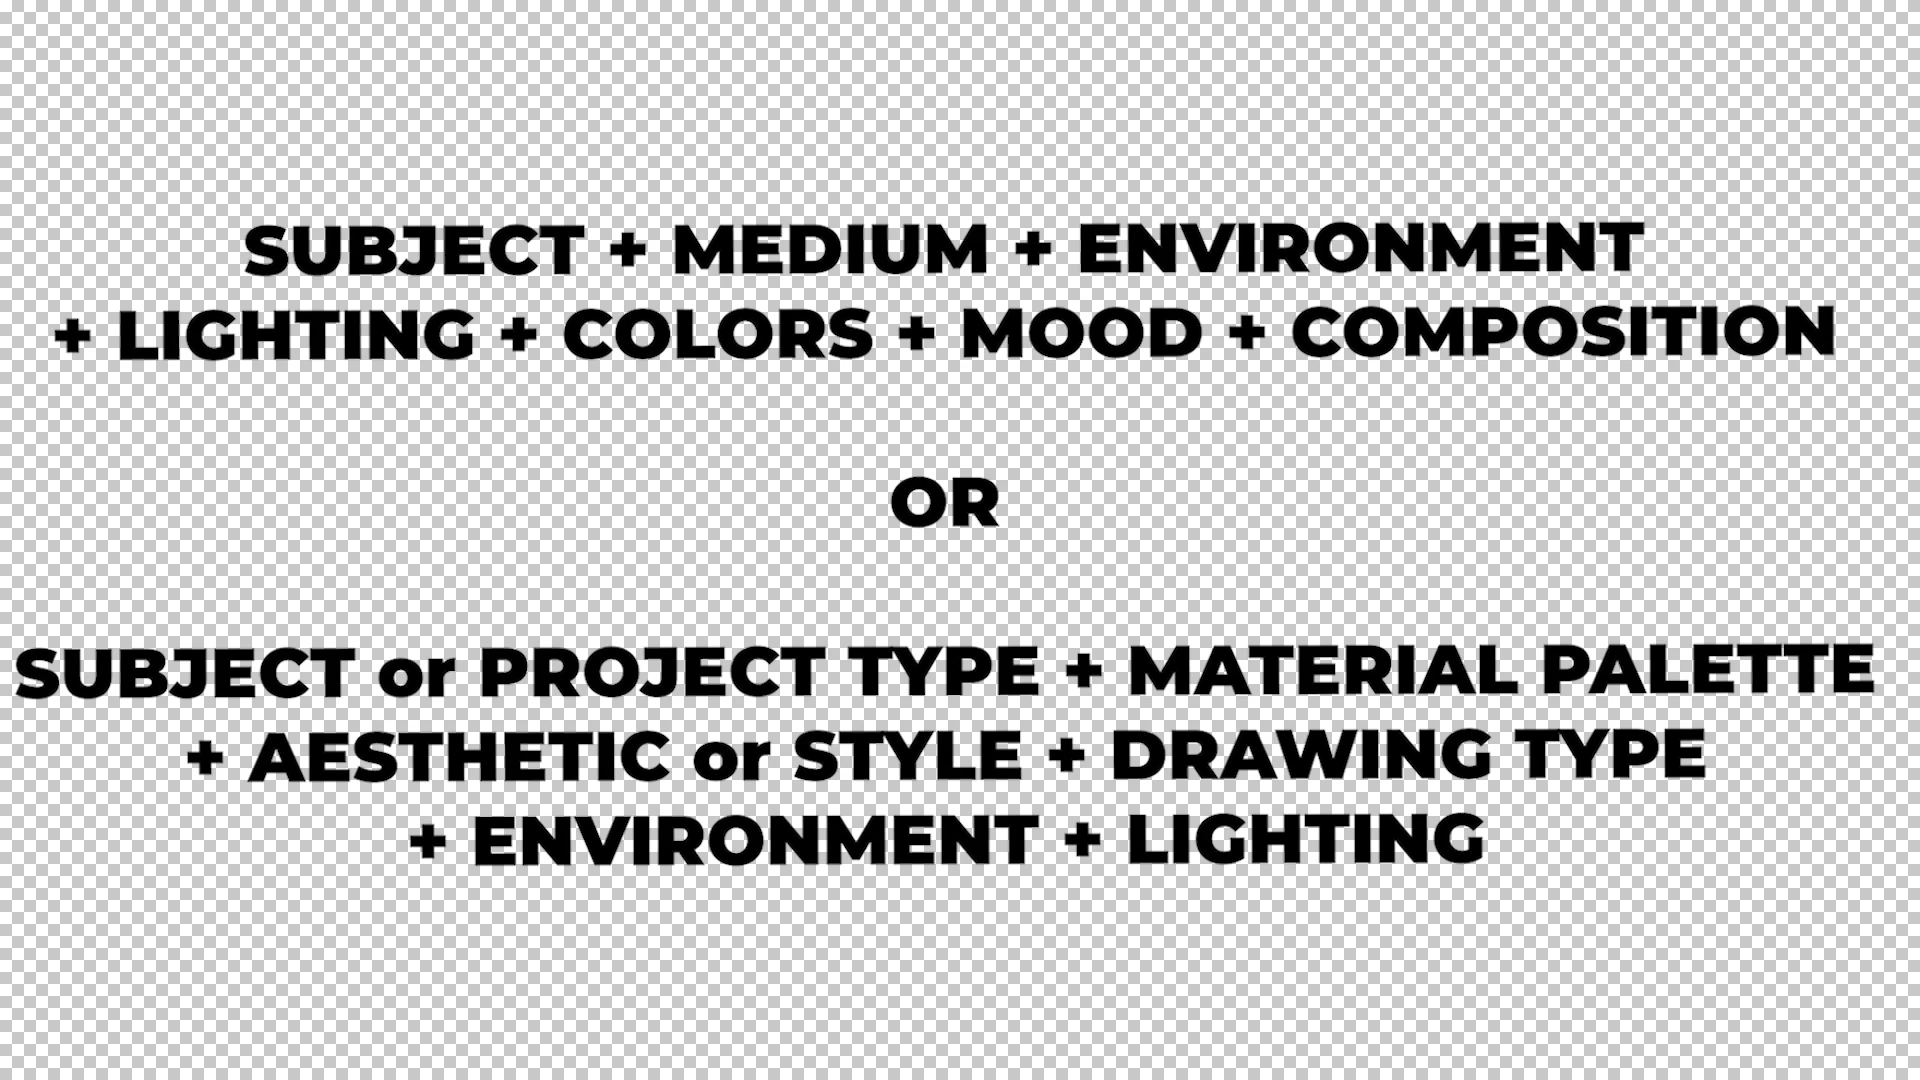 SUBJECT + MEDIUM + ENVIRONMENT
+ LIGHTING + COLORS + MOOD + COMPOSITION
OR
SUBJECT or PROJECT TYPE + MATERIAL PALETTE
+ AESTHETIC or STYLE + DRAWING TYPE
+ ENVIRONMENT + LIGHTING